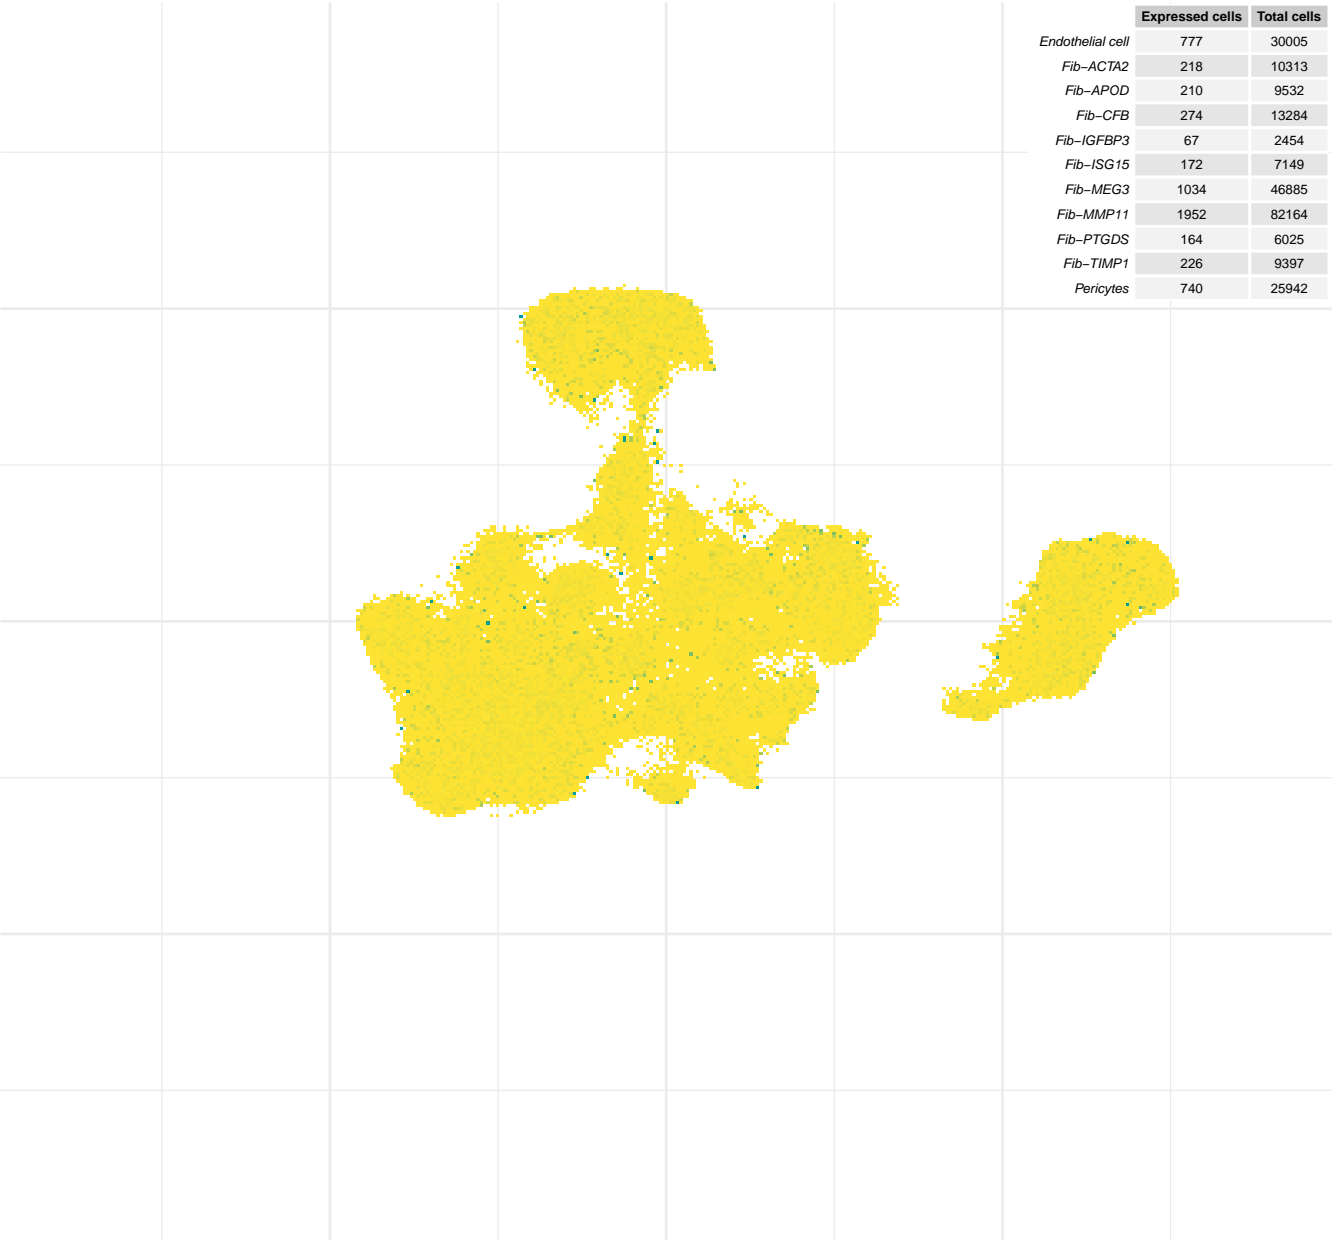 Expressed cells Total cells
Endothelial cell 777 30005
Fib−ACTA2 218 10313
Fib−APOD 210 9532
Fib−CFB 274 13284
Fib−IGFBP3 67 2454
Fib−ISG15 172 7149
Fib−MEG3 1034 46885
Fib−MMP11 1952 82164
Fib−PTGDS 164 6025
Fib−TIMP1 226 9397
Pericytes 740 25942